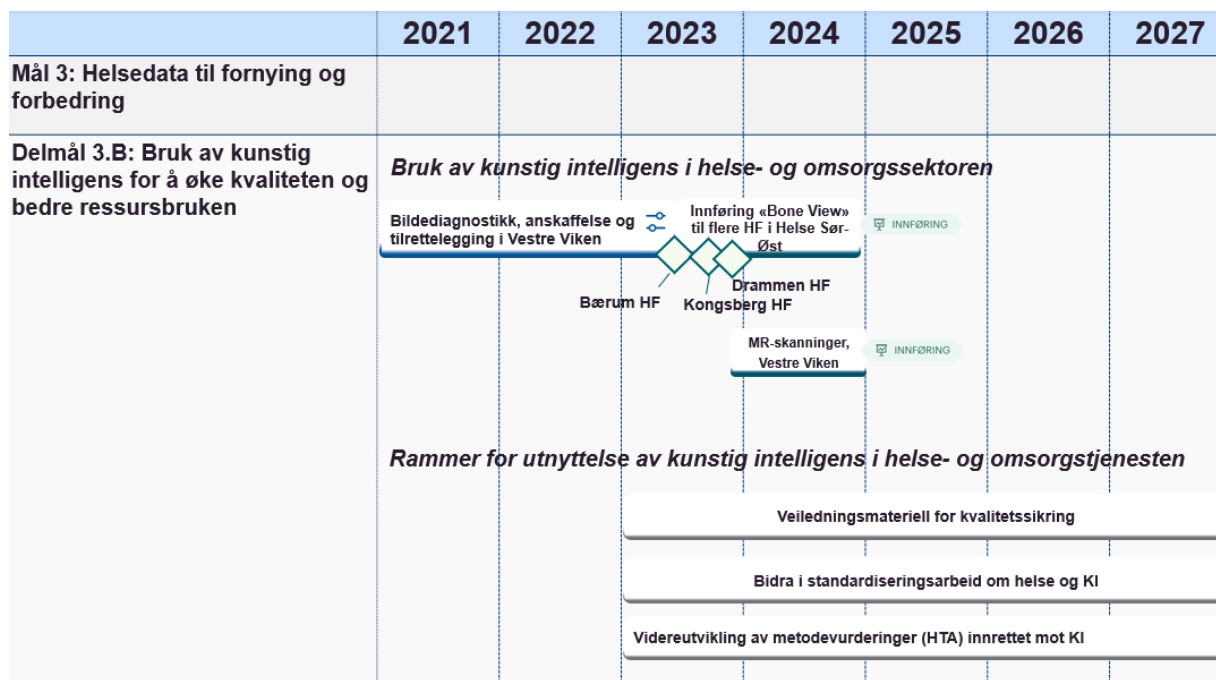 2021 2022 2023 2024 2025 2026 2027
Mål 3: Helsedata til fornying og
forbedring
Delmål 3.B: Bruk av kunstig
intelligens for å øke kvaliteten og
bedre ressursbruken
Bruk av kunstig intelligens i helse- og omsorgssektoren
Bildediagnostikk, anskaffelse og
tilrettelegging i Vestre Viken
Innføring «Bone View»
til flere HF i Helse Sør-
Øst
INNFØRING
Bærum HF
Kongsberg HF
Drammen HF
MR-skanninger,
Vestre Viken
INNFØRING
Rammer for utnyttelse av kunstig intelligens i helse- og omsorgstjenesten
Veiledningsmateriell for kvalitetssikring
Bidra i standardiseringsarbeid om helse og KI
Videreutvikling av metodevurderinger (HTA) innrettet mot KI